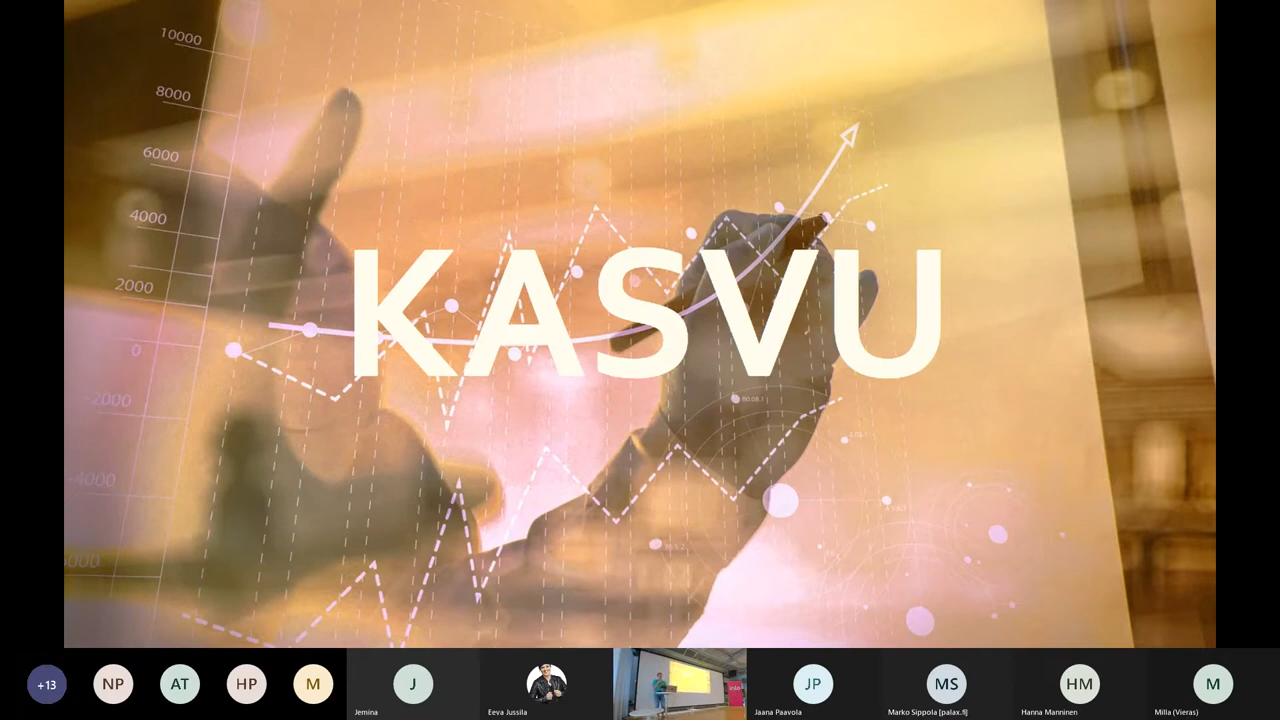 10000
8000
6000
4000
2000
0
-2000
-4000
KASVU
+13
NP
AT
HP
M
J
JP
MS
HM
M
Jemina
Eeva Jussila
Jaana Paavola
Marko Sippola [palax.fi]
Hanna Manninen
Milla (Vieras)